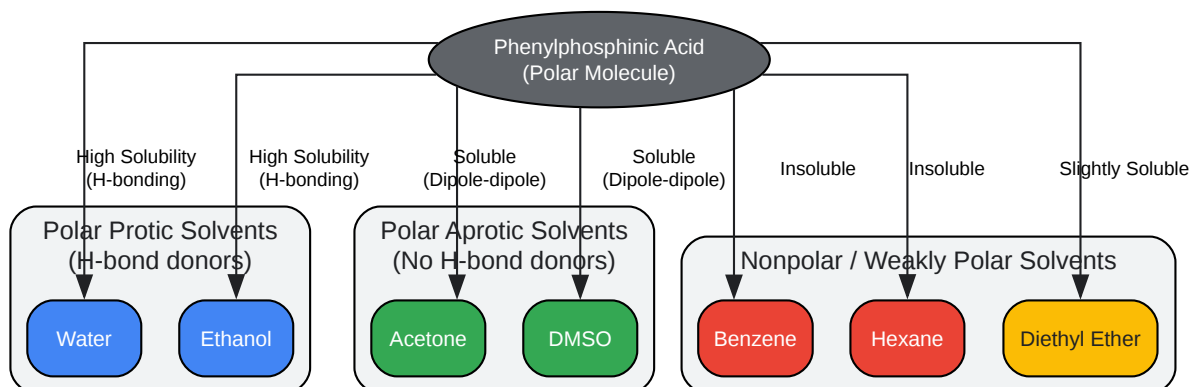 Phenylphosphinic Acid
(Polar Molecule)
High Solubility
(H-bonding)
High Solubility
(H-bonding)
Soluble
(Dipole-dipole)
Soluble
(Dipole-dipole)
Insoluble
Insoluble
Slightly Soluble
Polar Protic Solvents
(H-bond donors)
Polar Aprotic Solvents
(No H-bond donors)
Nonpolar / Weakly Polar Solvents
Water
Ethanol
Acetone
DMSO
Benzene
Hexane
Diethyl Ether